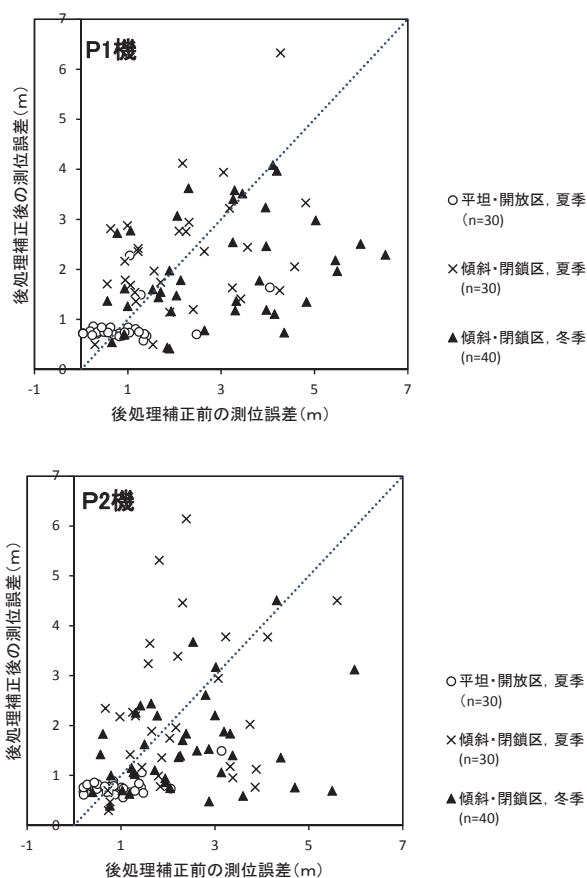 P1機
後処理補正後の測位誤差(m)
7
6
5
4
3
2
1
0
-1
1
3
5
7
後処理補正前の測位誤差(m)
○平坦・開放区, 夏季
(n=30)
×傾斜・閉鎖区, 夏季
(n=30)
▲傾斜・閉鎖区, 冬季
(n=40)
P2機
後処理補正後の測位誤差(m)
7
6
5
4
3
2
1
0
-1
1
3
5
7
後処理補正前の測位誤差(m)
○平坦・開放区, 夏季
(n=30)
×傾斜・閉鎖区, 夏季
(n=30)
▲傾斜・閉鎖区, 冬季
(n=40)